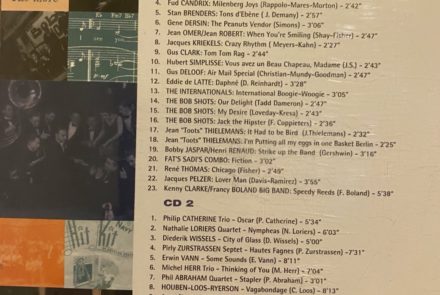 4. Fud CANDRIX: Milenberg Joys (Rappolo-Mares-Morton) - 2'42"
5. Stan BRENDERS: Tons d'Ebène (J. Demany) - 2'57"
6. Gene DERSIN: The Peanuts Vendor (Simons) - 3'06"
7. Jean OMER/Jean ROBERT: When You're Smiling (Shay-Fisher) - 2'47"
8. Jacques KRIEKELS: Crazy Rhythm (Meyers-Kahn) - 2'27"
9. Gus CLARK: Tom Tom Rag - 2'44"
10. Hubert SIMPLISSE: Vous avez un Beau Chapeau, Madame (J.S.) - 2'43"
11. Gus DELOOF: Air Mail Special (Christian-Mundy-Goodman) - 2'47"
12. Eddie de LATTE: Daphné (D. Reinhardt) - 3'28"
13. THE INTERNATIONALS: International Boogie-Woogie - 3'05"
14. THE BOB SHOTS: Our Delight (Tadd Dameron) - 2'47"
15. THE BOB SHOTS: My Desire (Loveday-Kreva) - 2'43"
16. THE BOB SHOTS: Jack the Hipster (F. Coppieters) - 2'36"
17. Jean "Toots" THIELEMANS: It Had to be Bird (J.Thielemans) - 2'32"
18. Jean "Toots" THIELEMANS: I'm Putting all my eggs in one Basket Berlin - 2'25"
19. Bobby JASPAR/Henri RENAUD: Strike up the Band (Gershwin) - 3'16"
20. FAT'S SADI'S COMBO: Fiction - 3'02"
21. René THOMAS: Chicago (Fisher) - 2'49"
22. Jacques PELZER: Lover Man (Davis-Ramirez) - 3'55"
23. Kenny CLARKE/Francy BOLAND BIG BAND: Speedy Reeds (F. Boland) - 5'38"
CD 2
1. Philip CATHERINE Trio - Oscar (P. Catherine) - 5'34"
2. Nathalie LORIERS Quartet - Nympheas (N. Loriers) - 6'03"
3. Diederik WISSELS - City of Glass (D. Wissels) - 5'00"
4. Pirly ZURSTRASSEN Septet - Hautes Fagnes (P. Zurstrassen) - 7'31"
5. Erwin VANN - Some Sounds (E. Vann) - 8'11"
6. Michel HERR Trio - Thinking of You (M. Herr) - 7'04"
7. Phil ABRAHAM Quartet - Stapler (P. Abraham) - 3'01"
8. HOUBEN-LOOS-RYERSON - Vagabondage (C. Loos) - 8'13"
hit
hit